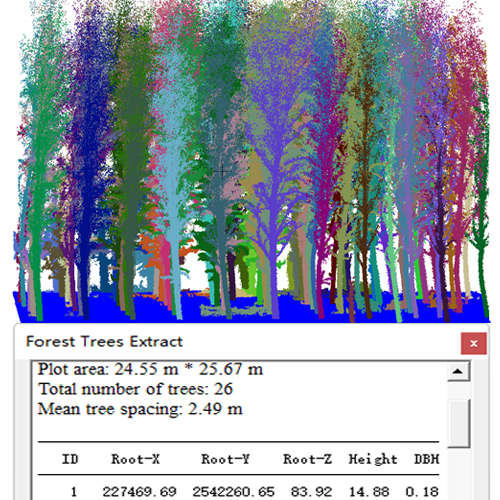 Forest Trees Extract
x
Plot area: 24.55 m * 25.67 m
Total number of trees: 26
Mean tree spacing: 2.49 m
ID Root-X Root-Y Root-Z Height DBH
1 227469.69 2542260.65 83.92 14.88 0.18